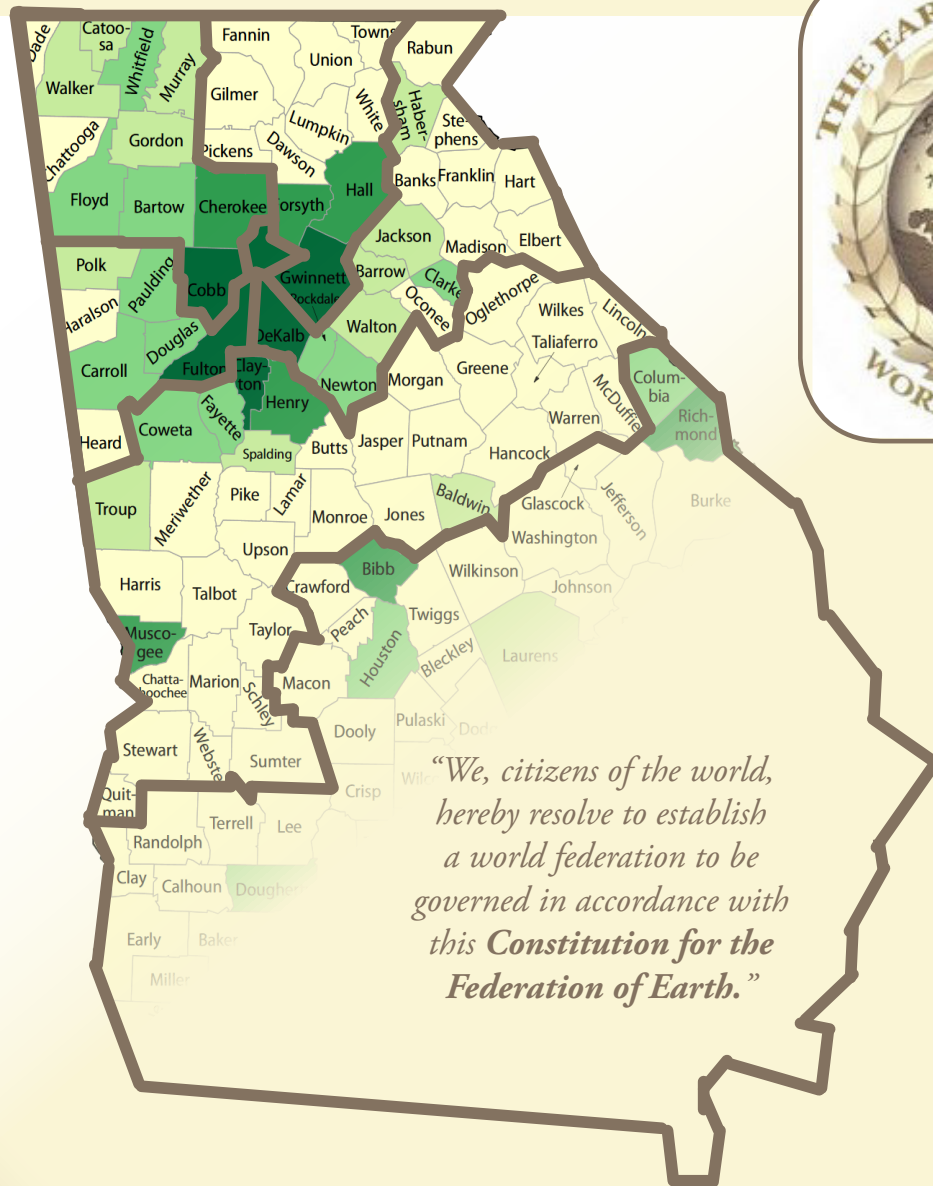 THE EAR
WOR
Dade
Catoo-
sa
Whitfield
Murray
Fannin
Towns
Union
Rabun
Walker
Gilmer
White
Haber-
sham
Ste-
phens
Lumpkin
Chattooga
Gordon
Pickens
Dawson
Banks
Franklin
Hart
Floyd
Bartow
Cherokee
Forsyth
Hall
Jackson
Madison
Elbert
Polk
Paulding
Cobb
Gwinnett
Rockdale
Barrow
Clarke
Oconee
Oglethorpe
Wilkes
Lincoln
Haralson
Douglas
Fulton
DeKalb
Walton
Taliaferro
Carroll
Clay-
ton
Henry
Newton
Morgan
Greene
McDuffie
Colum-
bia
Rich-
mond
Heard
Coweta
Fayette
Spalding
Butts
Jasper
Putnam
Warren
Hancock
Troup
Meriwether
Pike
Lamar
Monroe
Jones
Baldwin
Glascock
Jefferson
Burke
Upson
Washington
Harris
Talbot
Crawford
Bibb
Wilkinson
Johnson
Twiggs
Musco-
gee
Taylor
Peach
Houston
Bleckley
Laurens
Chatta-
hoochee
Marion
Schley
Macon
Dooly
Pulaski
Dod
Stewart
Webster
Sumter
Wilc
Crisp
Quit-
man
Randolph
Terrell
Lee
Clay
Calhoun
Dougher
Early
Baker
Miller
“We, citizens of the world,
hereby resolve to establish
a world federation to be
governed in accordance with
this Constitution for the
Federation of Earth.”